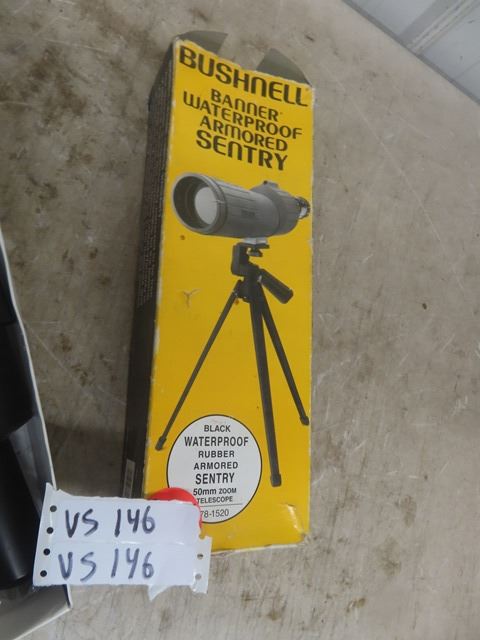 BUSHNELL
BANNER
WATERPROOF
ARMORED
SENTRY
BLACK
WATERPROOF
RUBBER
ARMORED
SENTRY
50mm ZOOM
TELESCOPE
78-1520
VS 146
VS 146